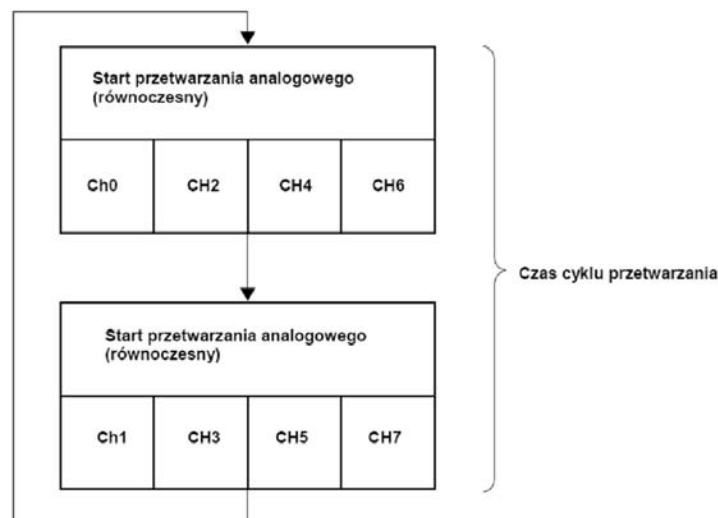 Start przetwarzania analogowego
(równoczesny)
Ch0 CH2 CH4 CH6
Czas cyklu przetwarzania
Start przetwarzania analogowego
(równoczesny)
Ch1 CH3 CH5 CH7